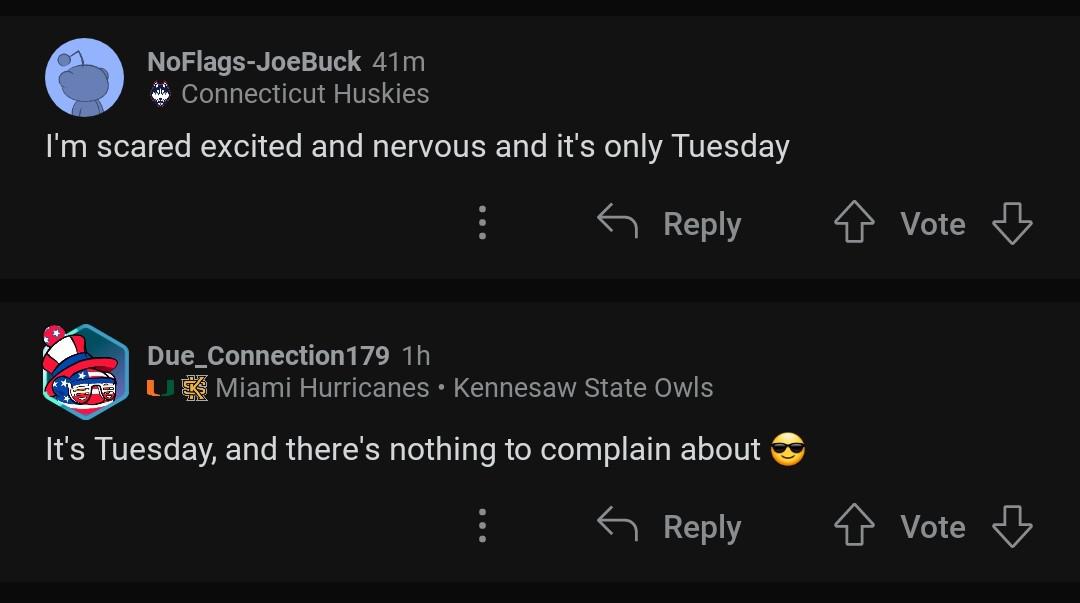 NoFlags-JoeBuck 41m
Connecticut Huskies
I'm scared excited and nervous and it's only Tuesday
Reply Vote
Due_Connection179 1h
Miami Hurricanes • Kennesaw State Owls
It's Tuesday, and there's nothing to complain about 😎
Reply Vote